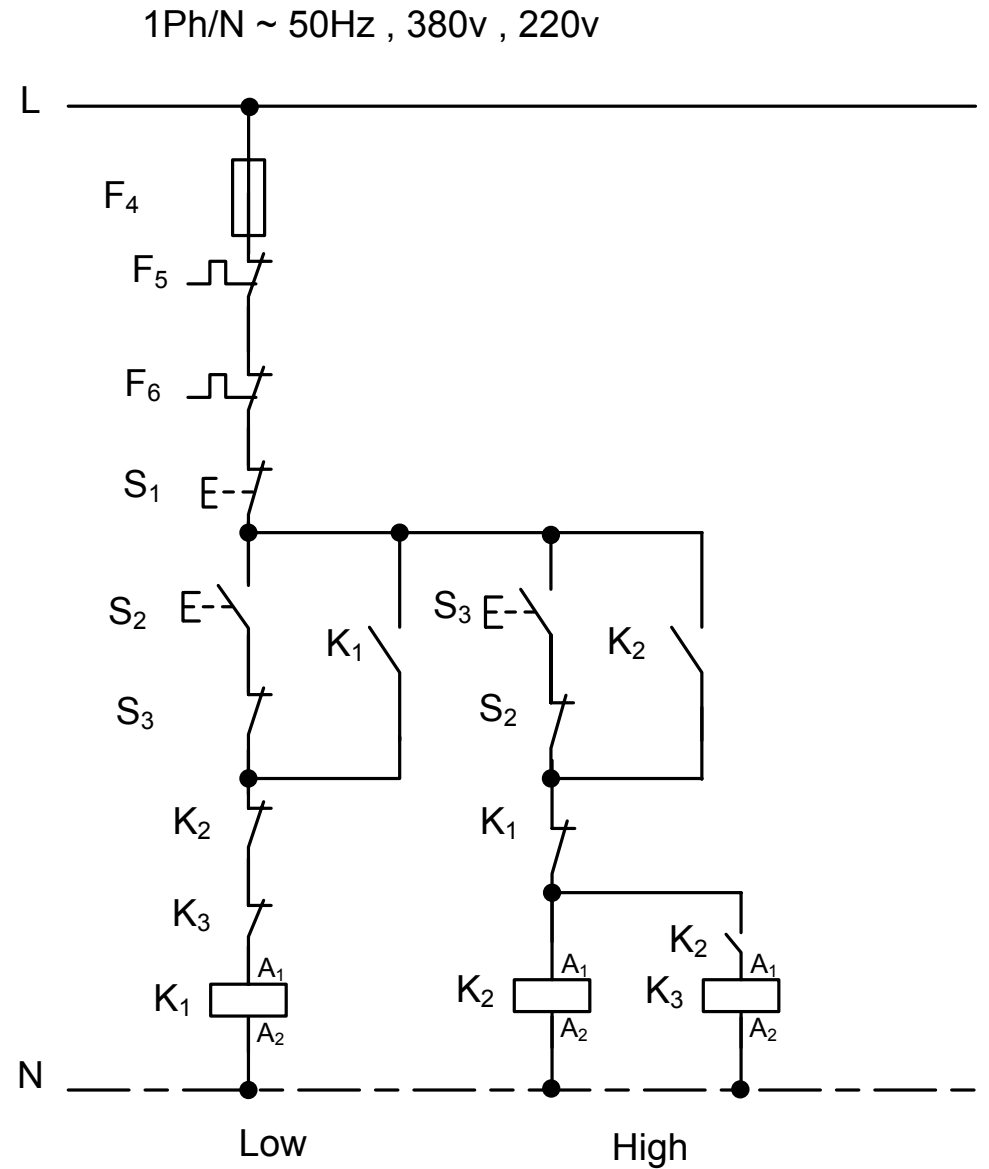 1Ph/N ~ 50Hz , 380v , 220v
L
F₄
F₅
F₆
S₁
S₂
K₁
S₃
K₂
S₃
S₂
K₂
K₁
K₃
K₂
A₁
A₁
A₁
K₁
K₂
K₃
A₂
A₂
A₂
N
Low
High